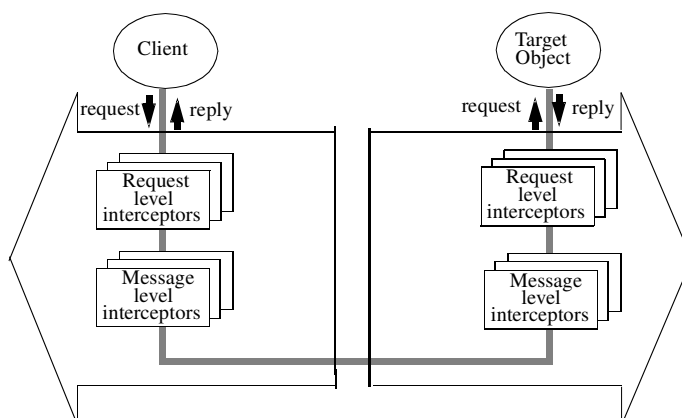 Client
Target
Object
request
reply
request
reply
Request
level
interceptors
Request
level
interceptors
Message
level
interceptors
Message
level
interceptors